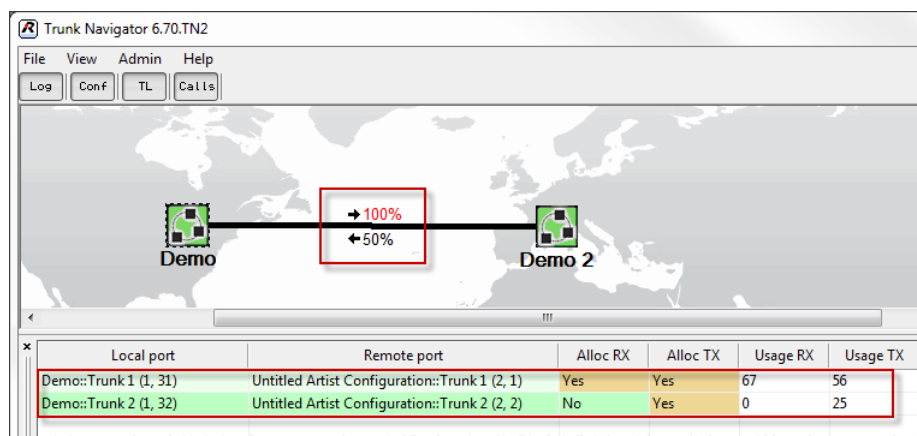 Trunk Navigator 6.70.TN2
File View Admin Help
Log Conf TL Calls
→100%
←50%
Demo
Demo 2
Local port Remote port Alloc RX Alloc TX Usage RX Usage TX
Demo::Trunk 1 (1, 31) Untitled Artist Configuration::Trunk 1 (2, 1) Yes Yes 67 56
Demo::Trunk 2 (1, 32) Untitled Artist Configuration::Trunk 2 (2, 2) No Yes 0 25